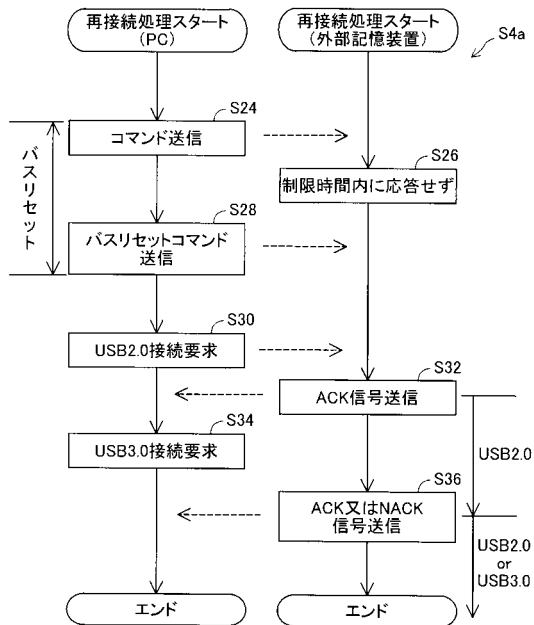 再接続処理スタート
(PC)
再接続処理スタート
(外部記憶装置)
S4a
S24
コマンド送信
バスリセット
S26
制限時間内に応答せず
S28
バスリセットコマンド
送信
S30
USB2.0接続要求
S32
ACK信号送信
S34
USB3.0接続要求
USB2.0
S36
ACK又はNACK
信号送信
USB2.0
or
USB3.0
エンド
エンド